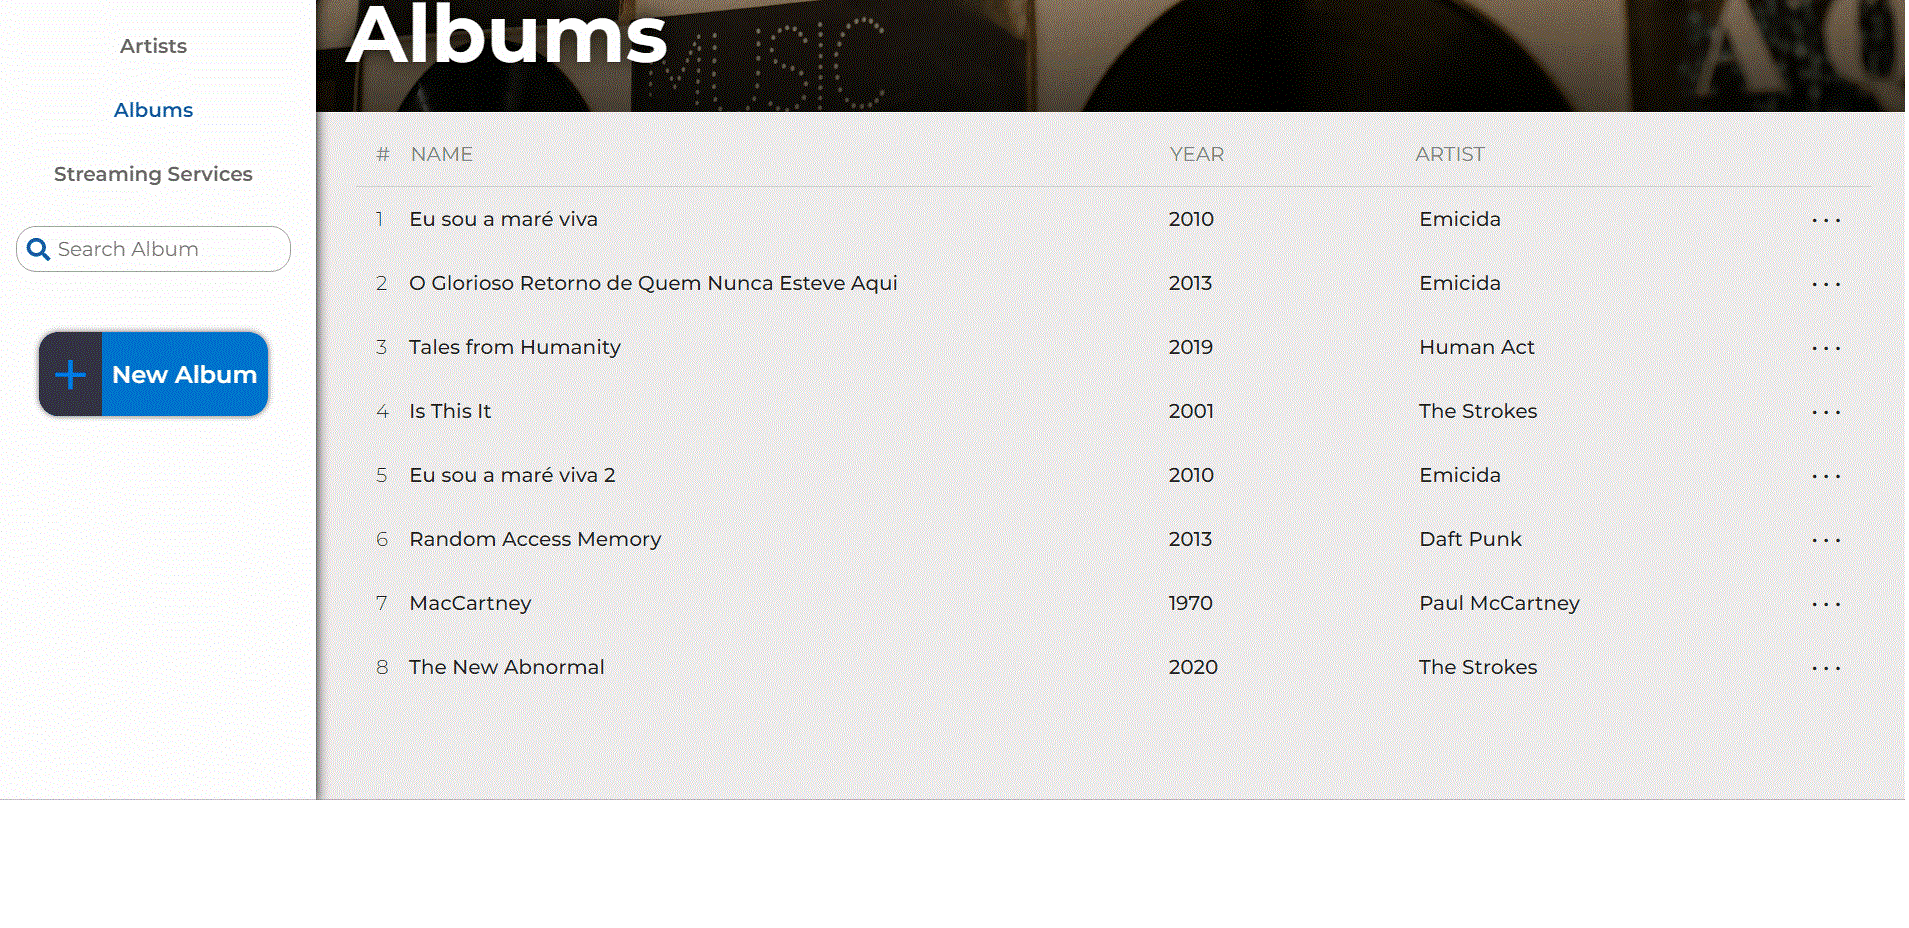 Artists
Albums
Streaming Services
Search Album
New Album
Albums
MUSIC
AQ
# NAME YEAR ARTIST
1 Eu sou a maré viva 2010 Emicida ...
2 O Glorioso Retorno de Quem Nunca Esteve Aqui 2013 Emicida ...
3 Tales from Humanity 2019 Human Act ...
4 Is This It 2001 The Strokes ...
5 Eu sou a maré viva 2 2010 Emicida ...
6 Random Access Memory 2013 Daft Punk ...
7 MacCartney 1970 Paul McCartney ...
8 The New Abnormal 2020 The Strokes ...